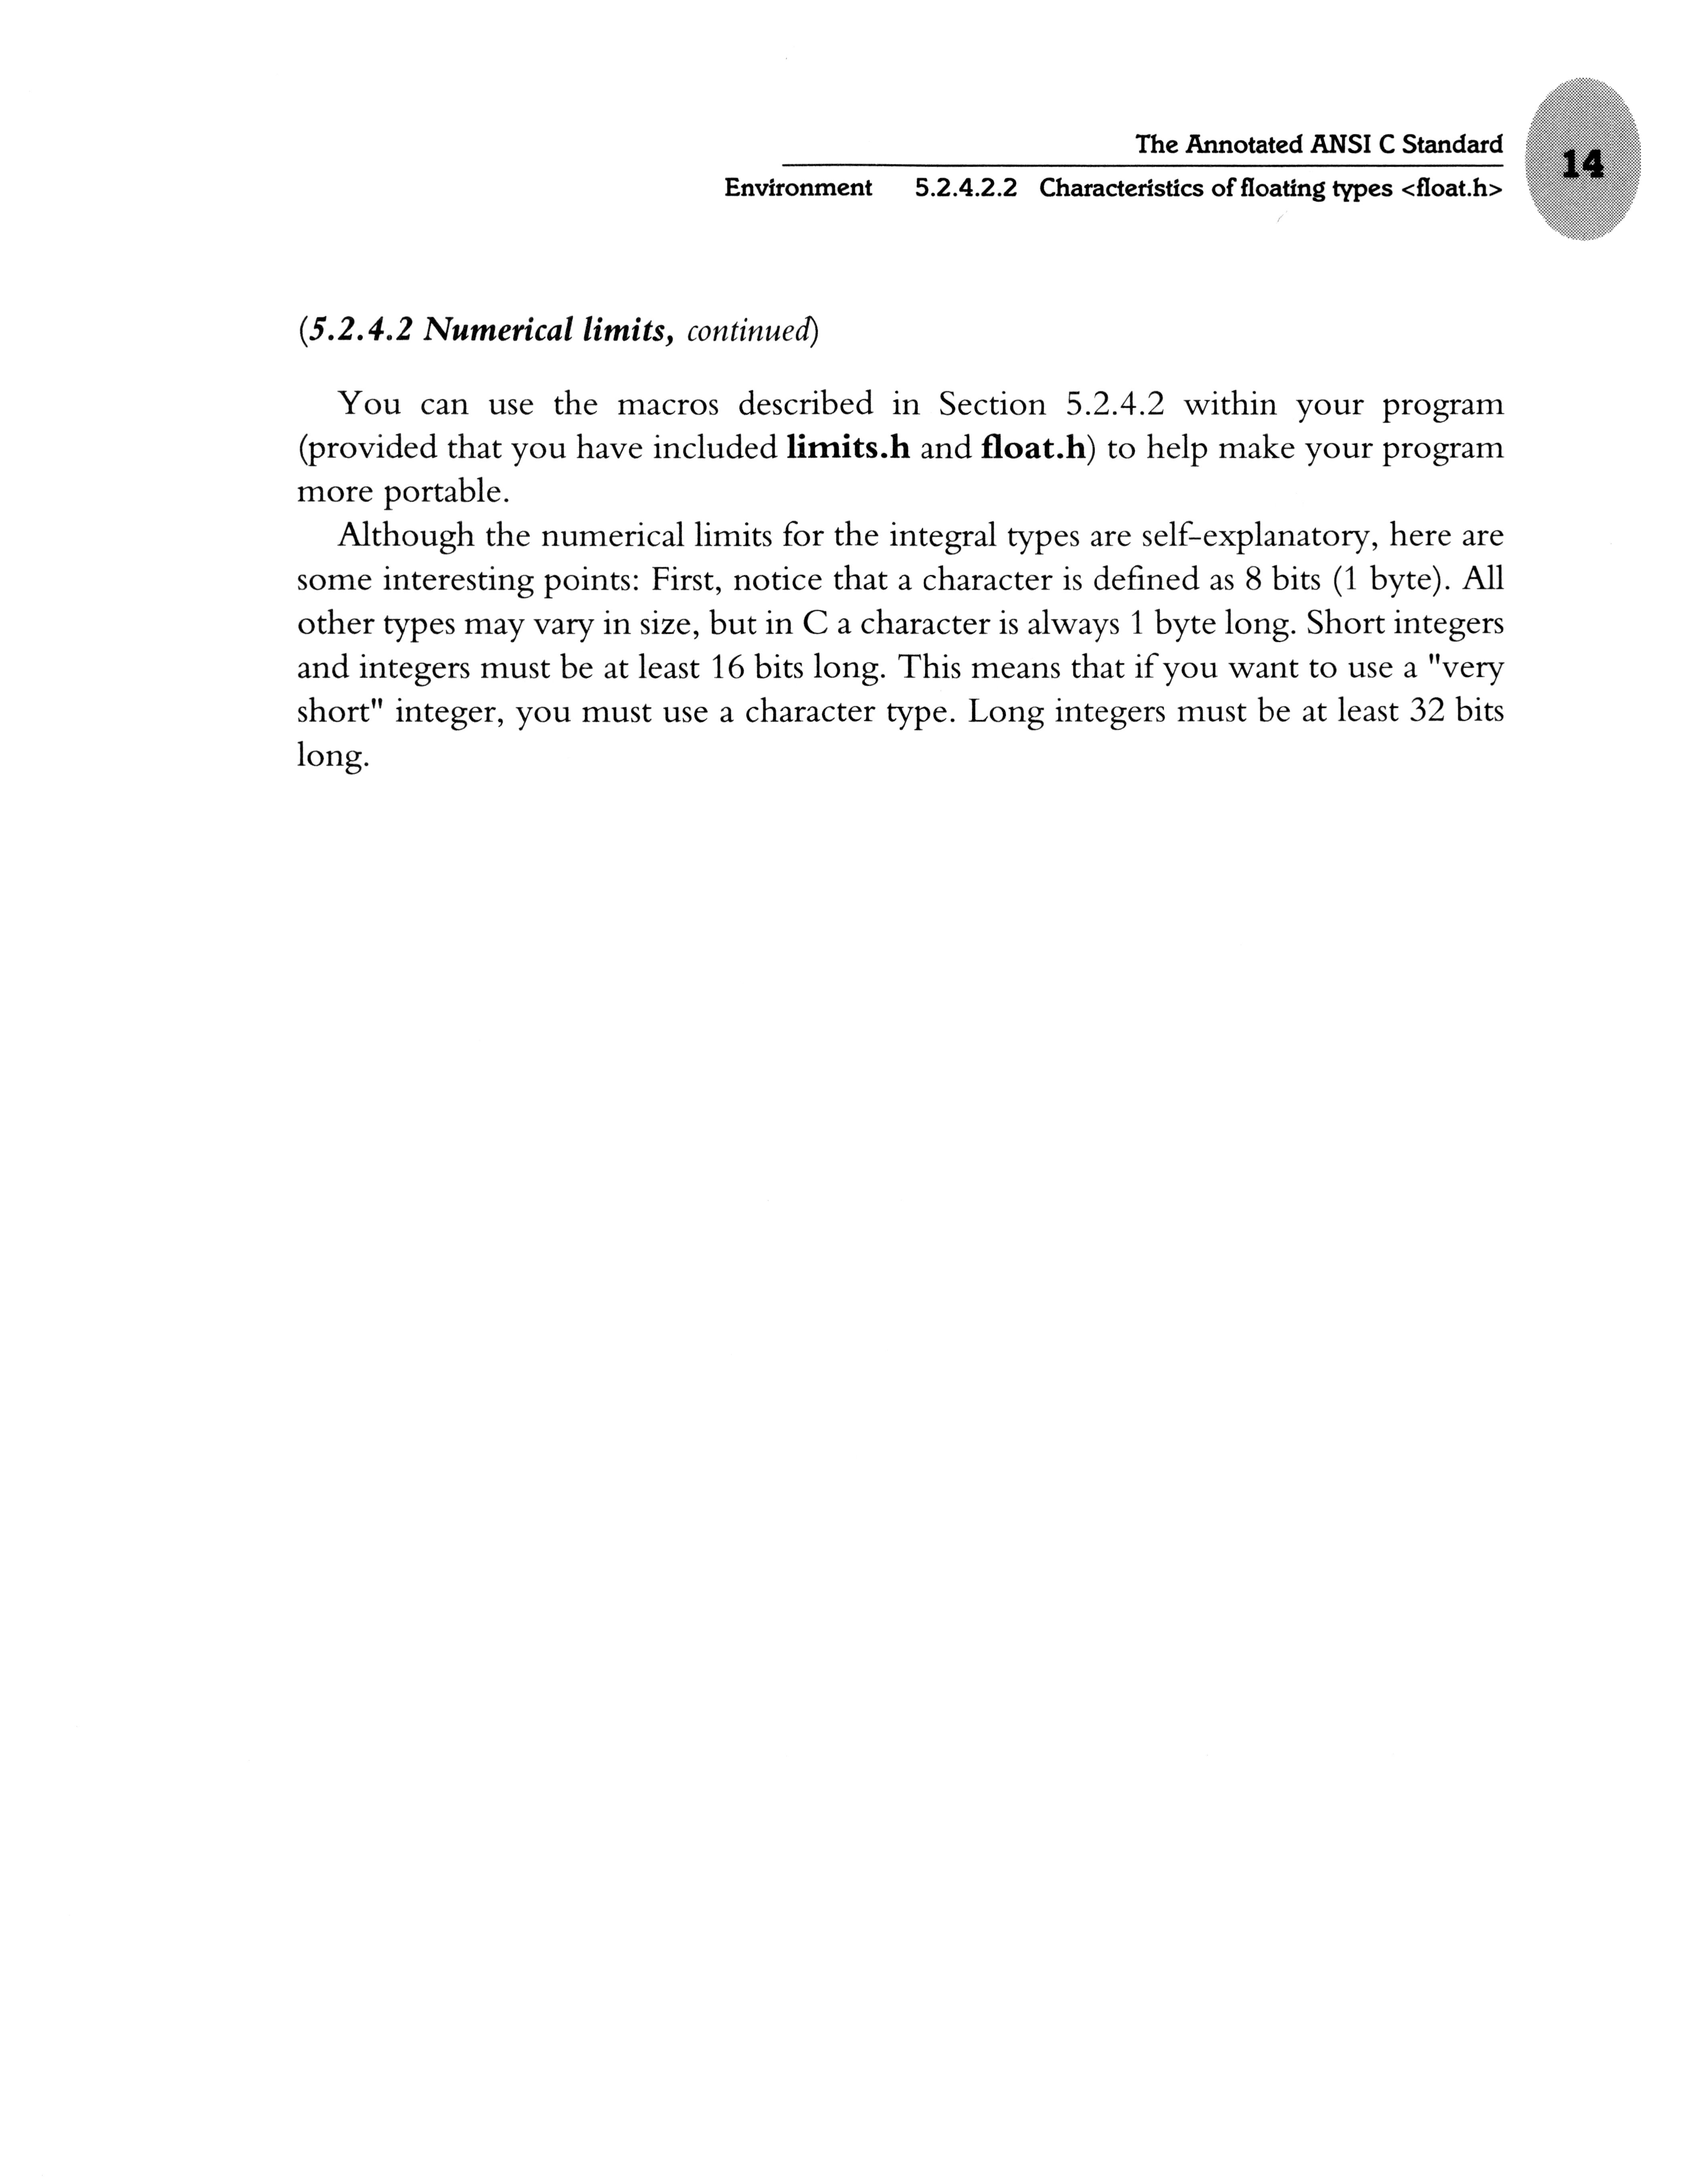 The Annotated ANSI C Standard
14
Environment 5.2.4.2.2 Characteristics of floating types <float.h>
(5.2.4.2 Numerical limits, continued)
You can use the macros described in Section 5.2.4.2 within your program
(provided that you have included limits.h and float.h) to help make your program
more portable.
Although the numerical limits for the integral types are self-explanatory, here are
some interesting points: First, notice that a character is defined as 8 bits (1 byte). All
other types may vary in size, but in C a character is always 1 byte long. Short integers
and integers must be at least 16 bits long. This means that if you want to use a "very
short" integer, you must use a character type. Long integers must be at least 32 bits
long.